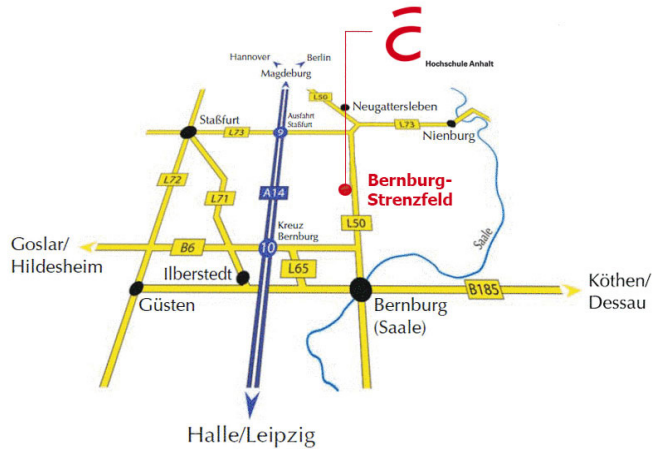 Hochschule Anhalt
Hannover
Berlin
Magdeburg
L50
Neugattersleben
Staßfurt
Ausfahrt
Staßfurt
L73
9
L73
Nienburg
L72
L71
A14
Bernburg-
Strenzfeld
L50
Kreuz
Bernburg
Saale
Goslar/
Hildesheim
B6
10
Ilberstedt
L65
Köthen/
Dessau
Güsten
Bernburg
(Saale)
B185
Halle/Leipzig